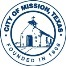 CITY OF MISSION, TEXAS
FOUNDED IN 1908